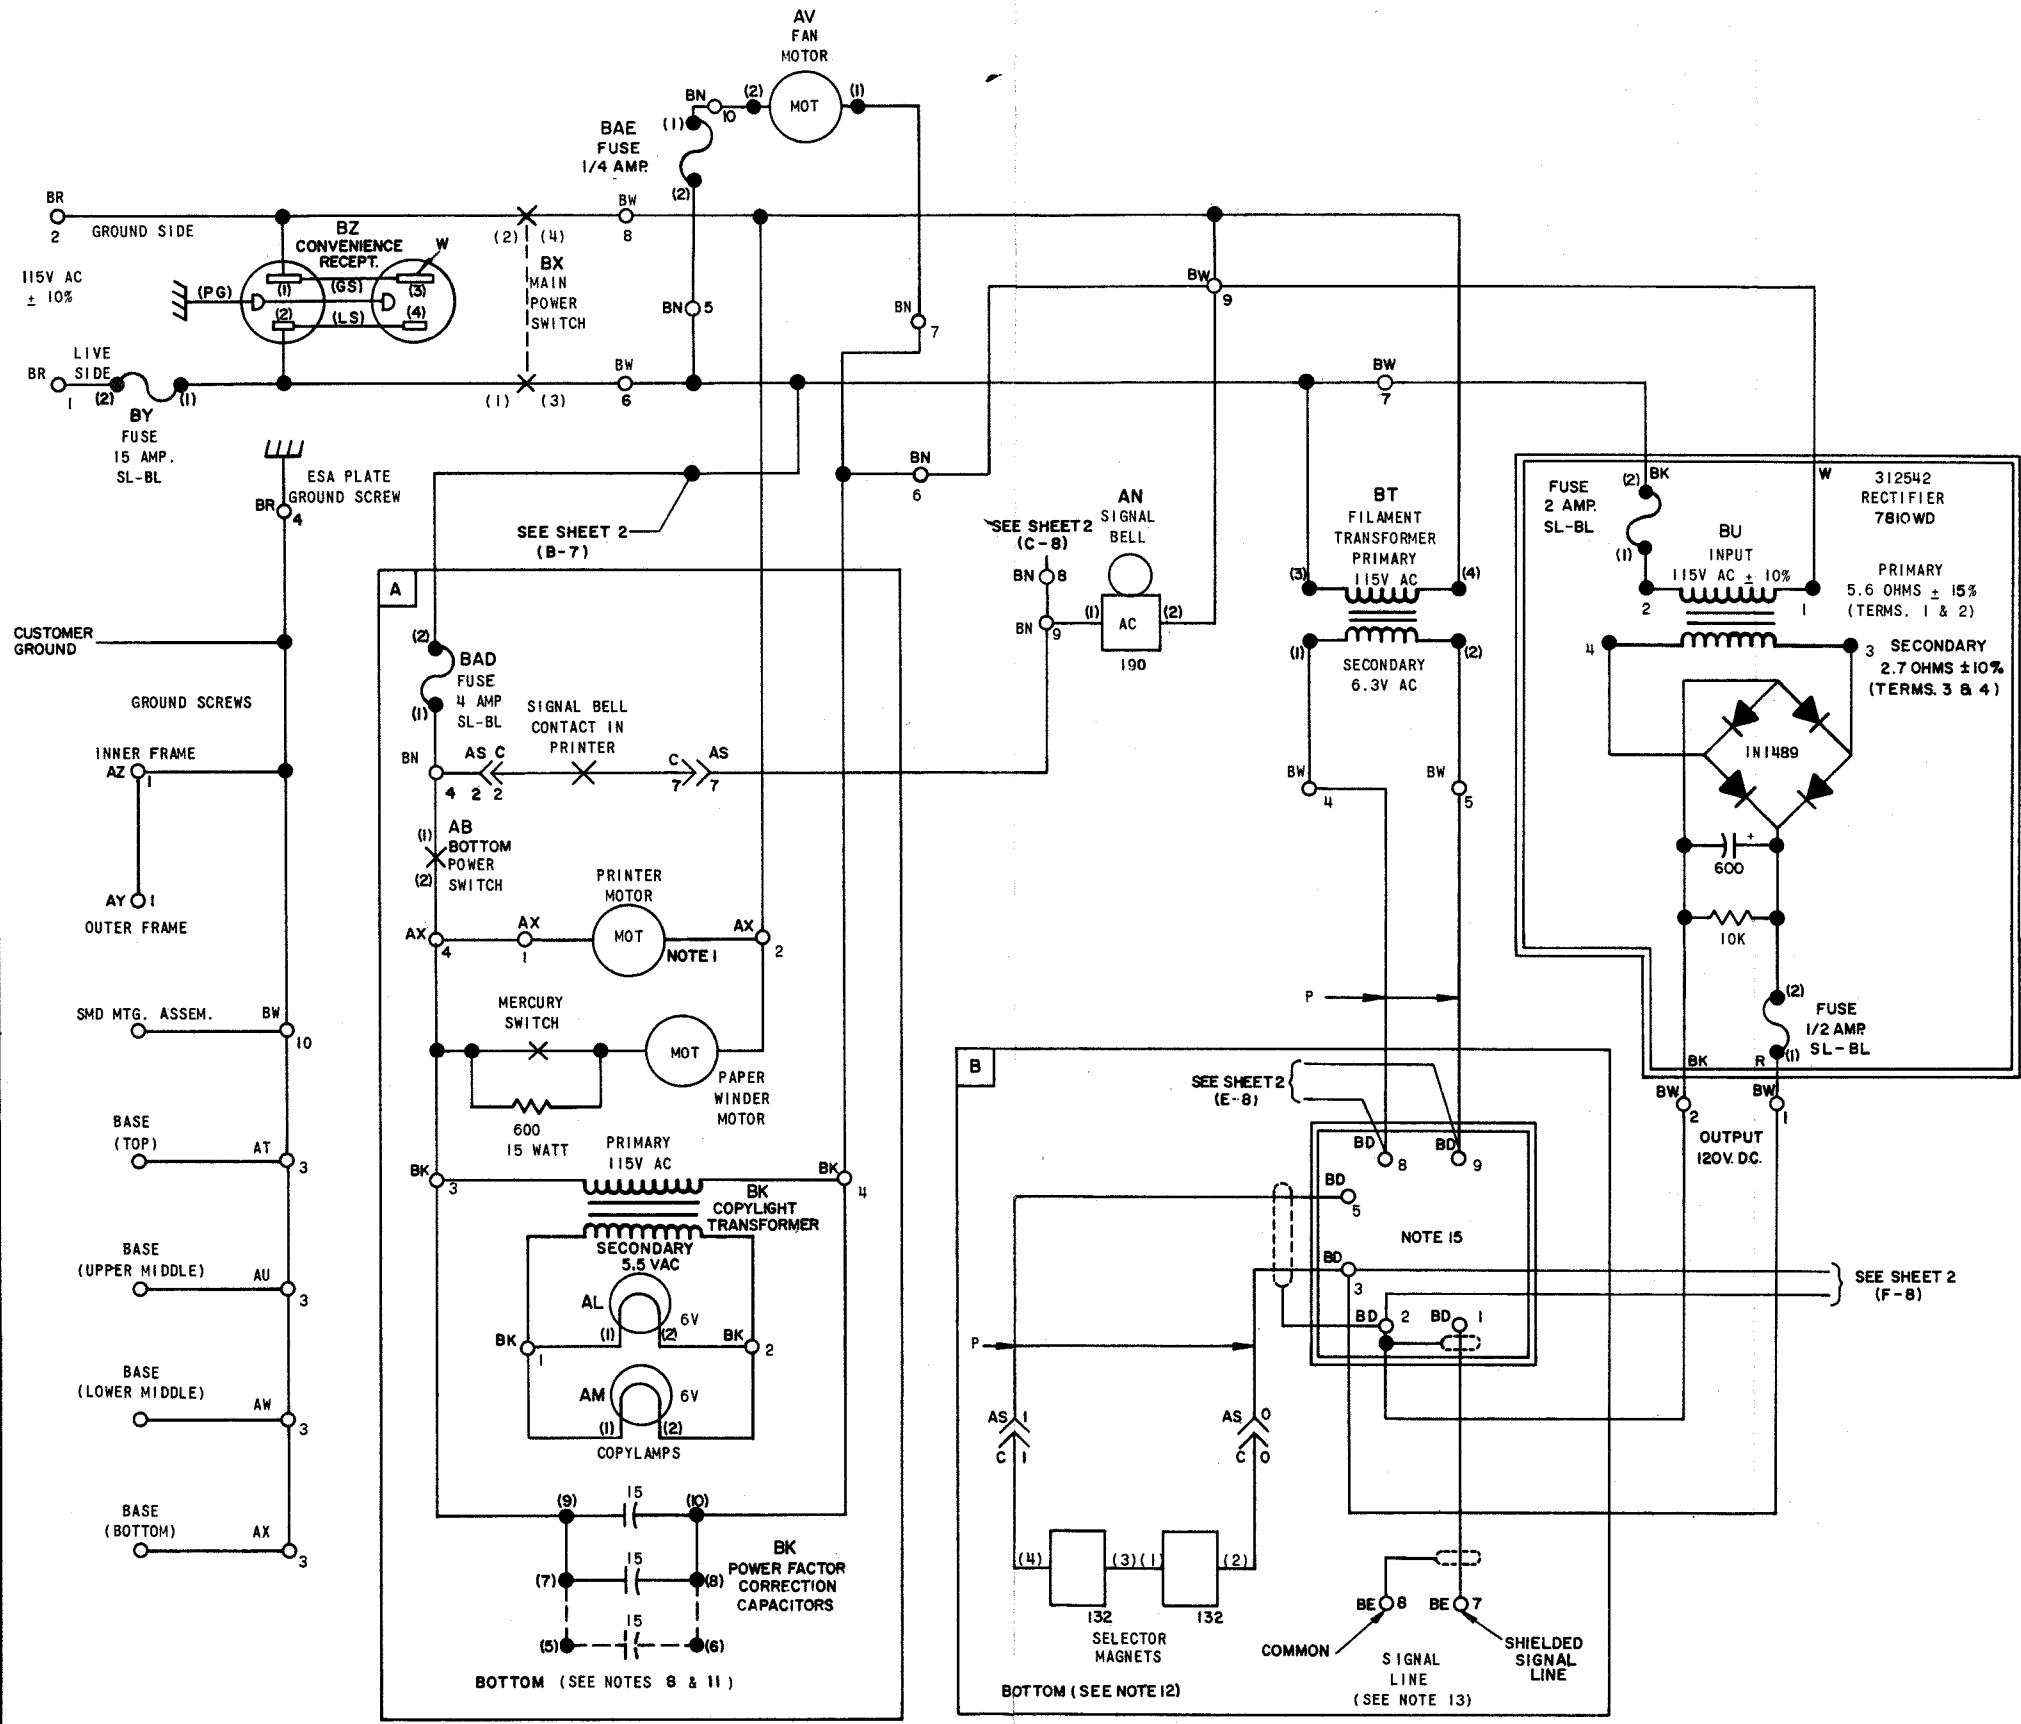 AV
FAN
MOTOR
BN
10
(2)
MOT
(1)
(1)
BAE
FUSE
1/4 AMP.
(2)
BR
2
GROUND SIDE
115V AC
± 10%
BZ
CONVENIENCE
RECEPT.
W
(PG)
(1)
(GS)
(3)
(2)
(LS)
(4)
(2)
(4)
BX
MAIN
POWER
SWITCH
(1)
(3)
BW
8
BN
5
BW
6
BN
7
BW
9
BW
7
LIVE
SIDE
BR
1
(2)
(1)
BY
FUSE
15 AMP.
SL-BL
ESA PLATE
GROUND SCREW
BR
4
CUSTOMER
GROUND
GROUND SCREWS
INNER FRAME
AZ
1
AY
1
OUTER FRAME
SMD MTG. ASSEM.
BW
10
BASE
(TOP)
AT
3
BASE
(UPPER MIDDLE)
AU
3
BASE
(LOWER MIDDLE)
AW
3
BASE
(BOTTOM)
AX
3
SEE SHEET 2
(B-7)
BN
6
A
(2)
BAD
FUSE
4 AMP
SL-BL
(1)
SIGNAL BELL
CONTACT IN
PRINTER
BN
4
AS
C
2
2
C
AS
7
7
(1)
AB
BOTTOM
POWER
SWITCH
(2)
PRINTER
MOTOR
AX
4
AX
1
MOT
NOTE 1
AX
2
MERCURY
SWITCH
MOT
PAPER
WINDER
MOTOR
600
15 WATT
PRIMARY
115V AC
BK
3
BK
4
BK
COPYLIGHT
TRANSFORMER
SECONDARY
5.5 VAC
AL
6V
(1)
(2)
BK
1
BK
2
AM
6V
(1)
(2)
COPYLAMPS
(9)
15
(10)
(7)
15
(8)
(5)
15
(6)
BK
POWER FACTOR
CORRECTION
CAPACITORS
BOTTOM (SEE NOTES 8 & 11)
SEE SHEET 2
(C-8)
BN
8
BN
9
AN
SIGNAL
BELL
(1)
AC
(2)
190
BT
FILAMENT
TRANSFORMER
PRIMARY
115V AC
(3)
(4)
(1)
(2)
SECONDARY
6.3V AC
BW
4
BW
5
P
FUSE
2 AMP.
SL-BL
(2)
BK
(1)
W
312542
RECTIFIER
7810WD
BU
INPUT
115V AC ± 10%
2
1
PRIMARY
5.6 OHMS ± 15%
(TERMS. 1 & 2)
4
3
SECONDARY
2.7 OHMS ±10%
(TERMS. 3 & 4)
1N1489
+
600
10K
(2)
FUSE
1/2 AMP.
SL-BL
(1)
BK
R
BW
2
BW
1
OUTPUT
120V. D.C.
B
SEE SHEET 2
(E-8)
BD
8
BD
9
BD
5
NOTE 15
BD
3
BD
2
BD
1
SEE SHEET 2
(F-8)
P
AS
1
C
1
AS
0
C
0
(4)
(3)
(1)
(2)
132
132
SELECTOR
MAGNETS
BE
8
BE
7
COMMON
SHIELDED
SIGNAL
LINE
SIGNAL
LINE
(SEE NOTE 13)
BOTTOM (SEE NOTE 12)